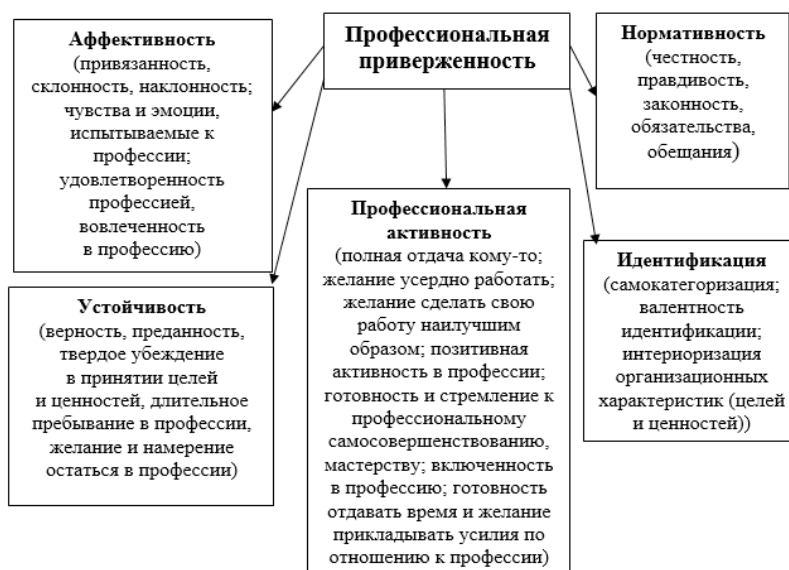 Профессиональная
приверженность
Аффективность
(привязанность,
склонность, наклонность;
чувства и эмоции,
испытываемые к
профессии;
удовлетворенность
профессией,
вовлеченность
в профессию)
Нормативность
(честность,
правдивость,
законность,
обязательства,
обещания)
Устойчивость
(верность, преданность,
твердое убеждение
в принятии целей
и ценностей, длительное
пребывание в профессии,
желание и намерение
остаться в профессии)
Профессиональная
активность
(полная отдача кому-то;
желание усердно работать;
желание сделать свою
работу наилучшим
образом; позитивная
активность в профессии;
готовность и стремление к
профессиональному
самосовершенствованию,
мастерству; включенность
в профессию; готовность
отдавать время и желание
прикладывать усилия по
отношению к профессии)
Идентификация
(самокатегоризация;
валентность
идентификации;
интериоризация
организационных
характеристик (целей
и ценностей))